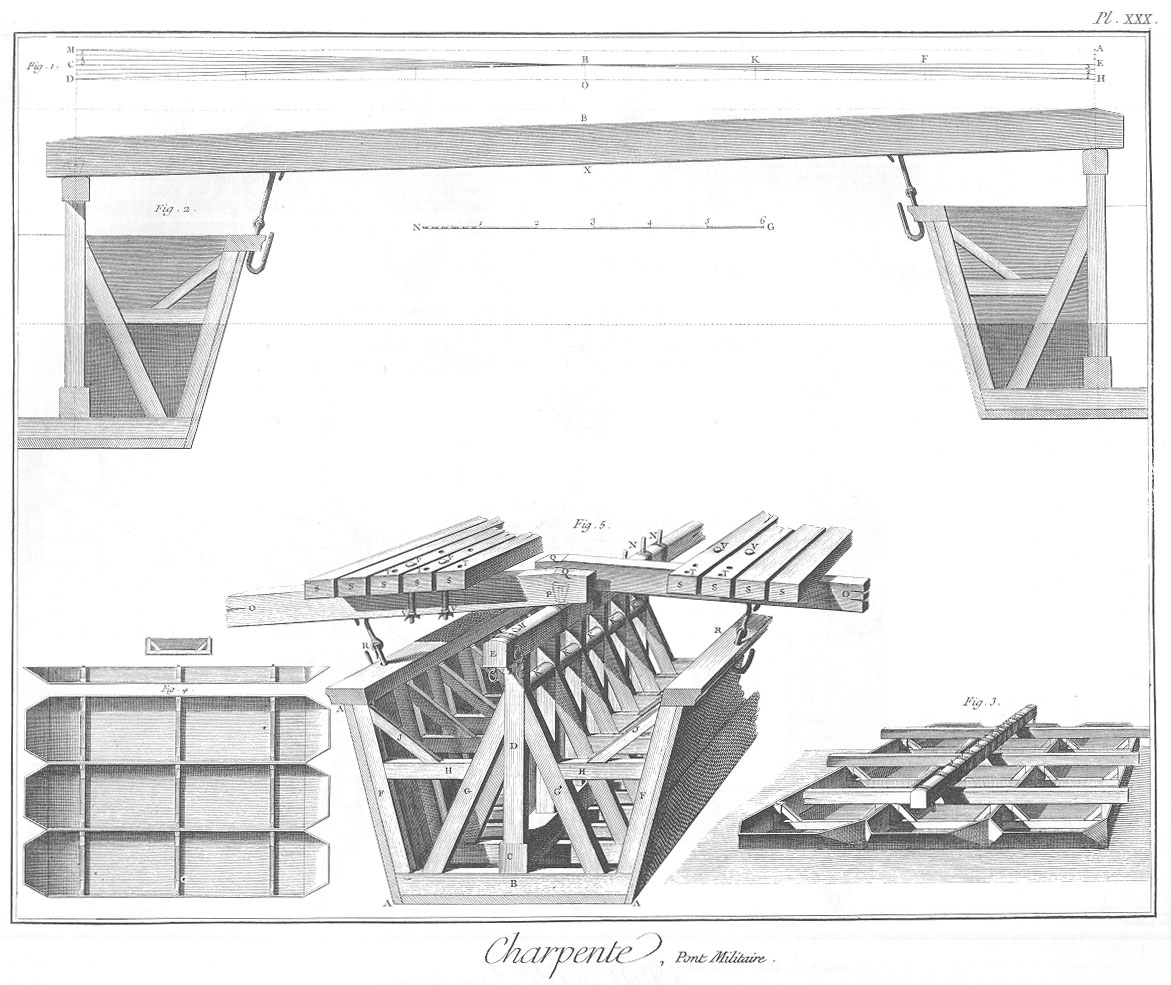 Pl. XXX.
M A
Fig. 1. C B K F E
D O H
B
X
Fig. 2.
N 1 2 3 4 5 6 G
Fig. 5.
N N
Q V Q V
Q
Q
S S S S S S S S S
O P O
R R
E
A
D
J J
F H H F
G G
C
B
A A
Fig. 4.
Fig. 3.
Charpente, Pont Militaire.